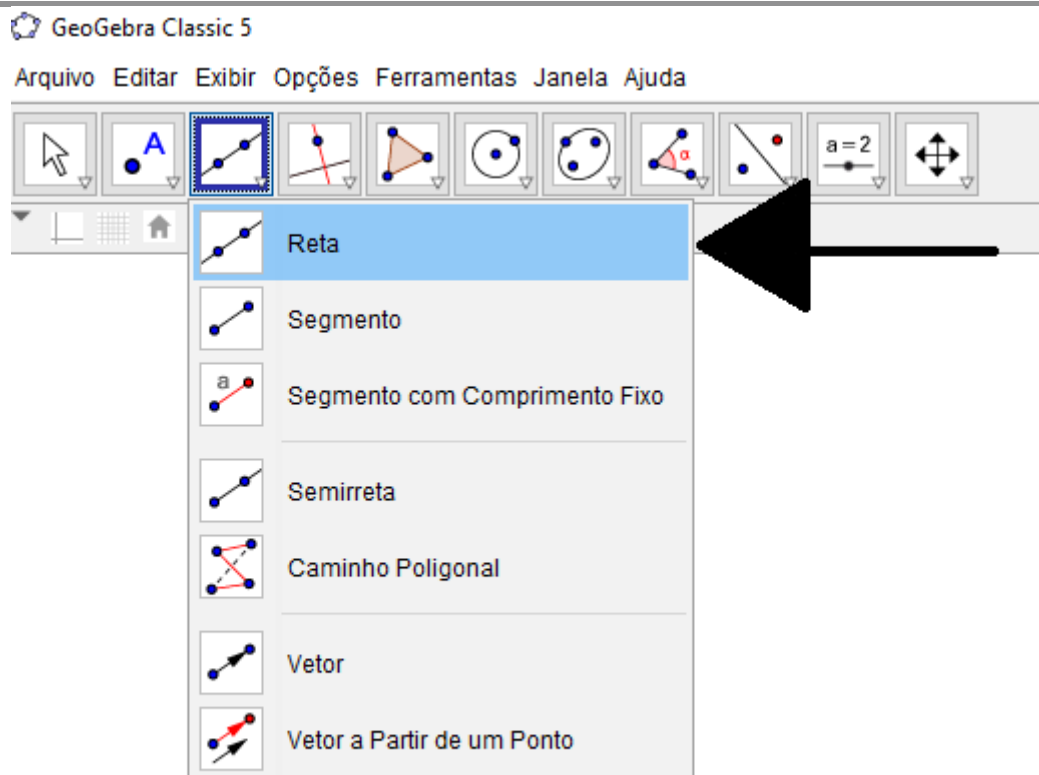 GeoGebra Classic 5
Arquivo Editar Exibir Opções Ferramentas Janela Ajuda
A
α
a=2
Reta
Segmento
a
Segmento com Comprimento Fixo
Semirreta
Caminho Poligonal
Vetor
Vetor a Partir de um Ponto